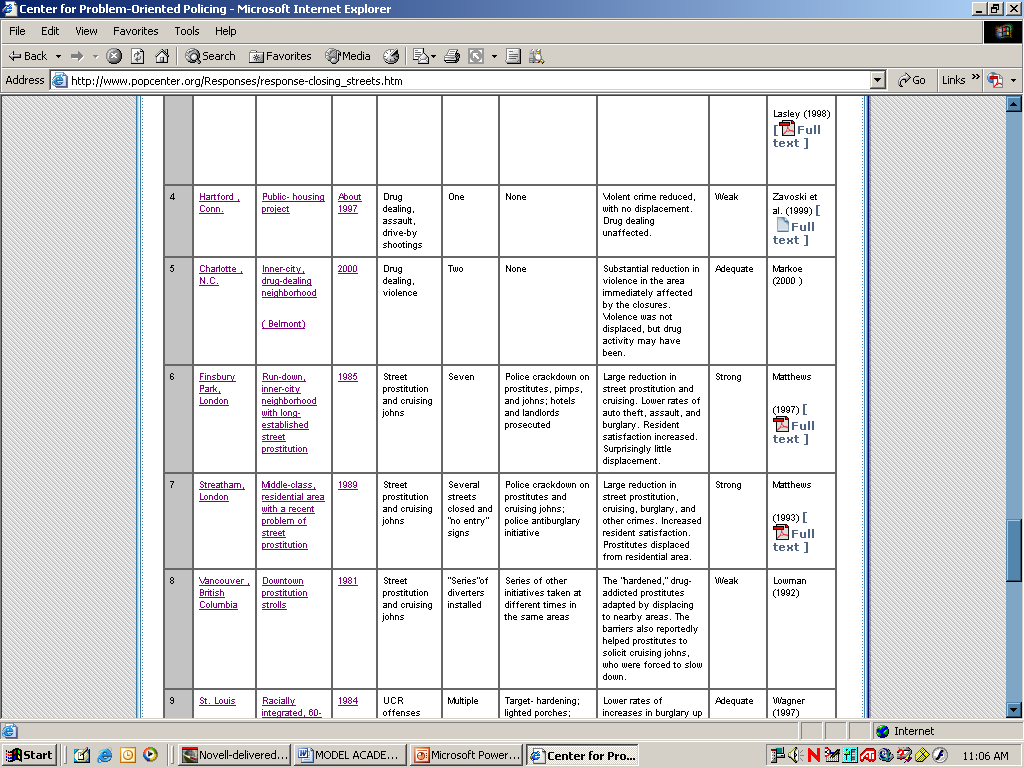 Center for Problem-Oriented Policing - Microsoft Internet Explorer
File Edit View Favorites Tools Help
Back Search Favorites Media
Address http://www.popcenter.org/Responses/response-closing_streets.htm Go Links
Lasley (1998)
[ Full
text ]
4
Hartford ,
Conn.
Public- housing
project
About
1997
Drug
dealing,
assault,
drive-by
shootings
One
None
Violent crime reduced,
with no displacement.
Drug dealing
unaffected.
Weak
Zavoski et
al. (1999) [
Full
text ]
5
Charlotte ,
N.C.
Inner-city,
drug-dealing
neighborhood
( Belmont)
2000
Drug
dealing,
violence
Two
None
Substantial reduction in
violence in the area
immediately affected
by the closures.
Violence was not
displaced, but drug
activity may have
been.
Adequate
Markoe
(2000 )
6
Finsbury
Park,
London
Run-down,
inner-city
neighborhood
with long-
established
street
prostitution
1985
Street
prostitution
and cruising
johns
Seven
Police crackdown on
prostitutes, pimps,
and johns; hotels
and landlords
prosecuted
Large reduction in
street prostitution and
cruising. Lower rates of
auto theft, assault, and
burglary. Resident
satisfaction increased.
Surprisingly little
displacement.
Strong
Matthews
(1997) [
Full
text ]
7
Streatham,
London
Middle-class,
residential area
with a recent
problem of
street
prostitution
1989
Street
prostitution
and cruising
johns
Several
streets
closed and
"no entry"
signs
Police crackdown on
prostitutes and
cruising johns;
police antiburglary
initiative
Large reduction in
street prostitution,
cruising, burglary, and
other crimes. Increased
resident satisfaction.
Prostitutes displaced
from residential area.
Strong
Matthews
(1993) [
Full
text ]
8
Vancouver ,
British
Columbia
Downtown
prostitution
strolls
1981
Street
prostitution
and cruising
johns
"Series"of
diverters
installed
Series of other
initiatives taken at
different times in
the same areas
The "hardened," drug-
addicted prostitutes
adapted by displacing
to nearby areas. The
barriers also reportedly
helped prostitutes to
solicit cruising johns,
who were forced to slow
down.
Weak
Lowman
(1992)
9
St. Louis
Racially
integrated, 60-
1984
UCR
offenses
Multiple
Target- hardening;
lighted porches;
Lower rates of
increases in burglary up
Adequate
Wagner
(1997)
Internet
Start Novell-delivered... MODEL ACADE... Microsoft Power... Center for Pro... 11:06 AM